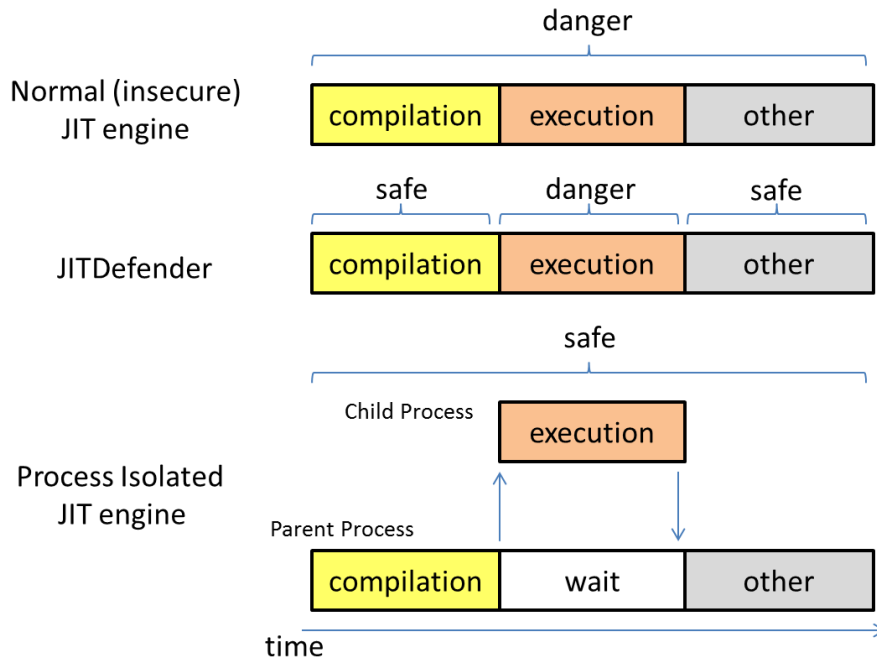 danger
Normal (insecure)
JIT engine
compilation execution other
safe danger safe
JITDefender
compilation execution other
safe
Child Process
execution
Process Isolated
JIT engine
Parent Process
compilation wait other
time